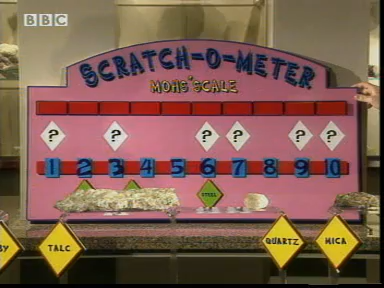 BBC
SCRATCH-O-METER
MOHS' SCALE
? ? ? ? ? ?
1 2 3 4 5 6 7 8 9 10
STEEL
BY TALC QUARTZ MICA